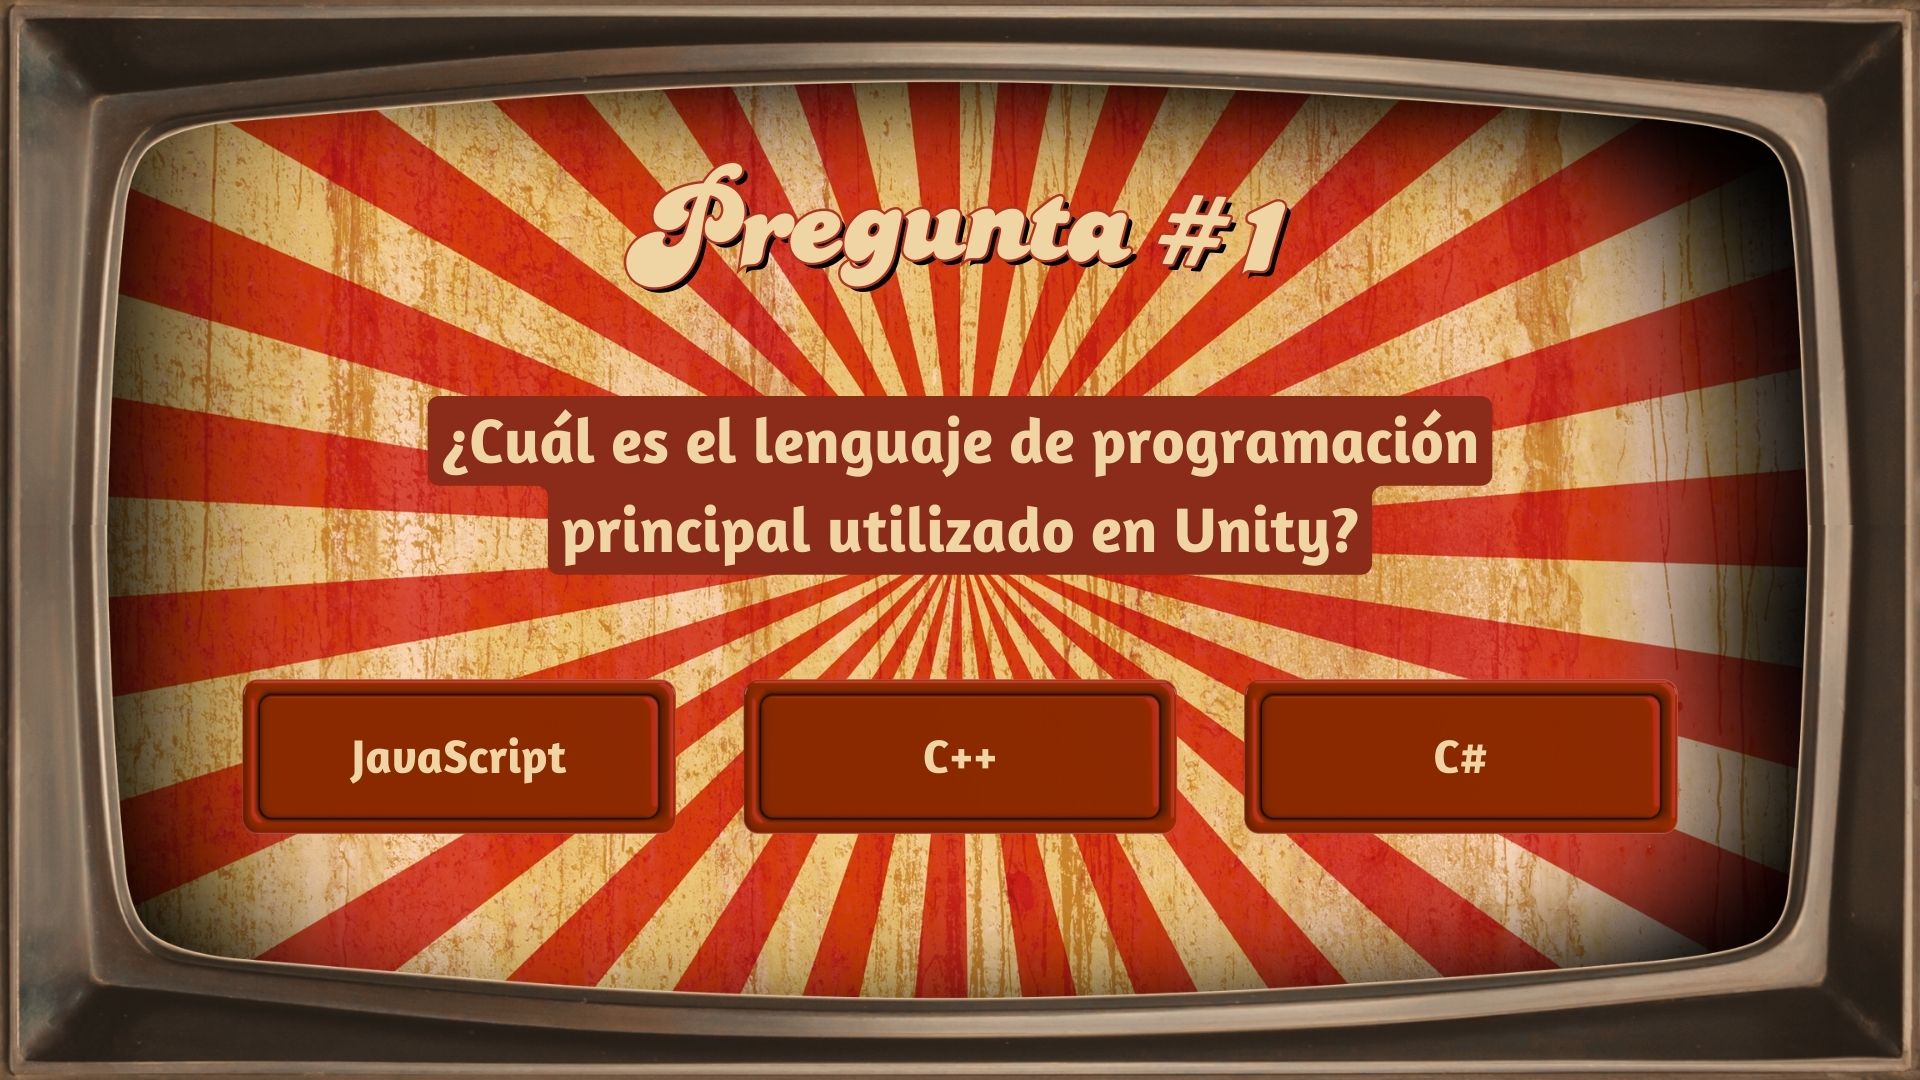 Pregunta #1
¿Cuál es el lenguaje de programación
principal utilizado en Unity?
JavaScript
C++
C#